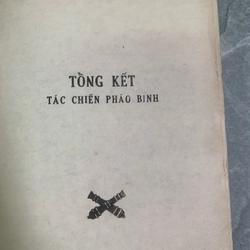 TỔNG KẾT
TÁC CHIẾN PHÁO BINH